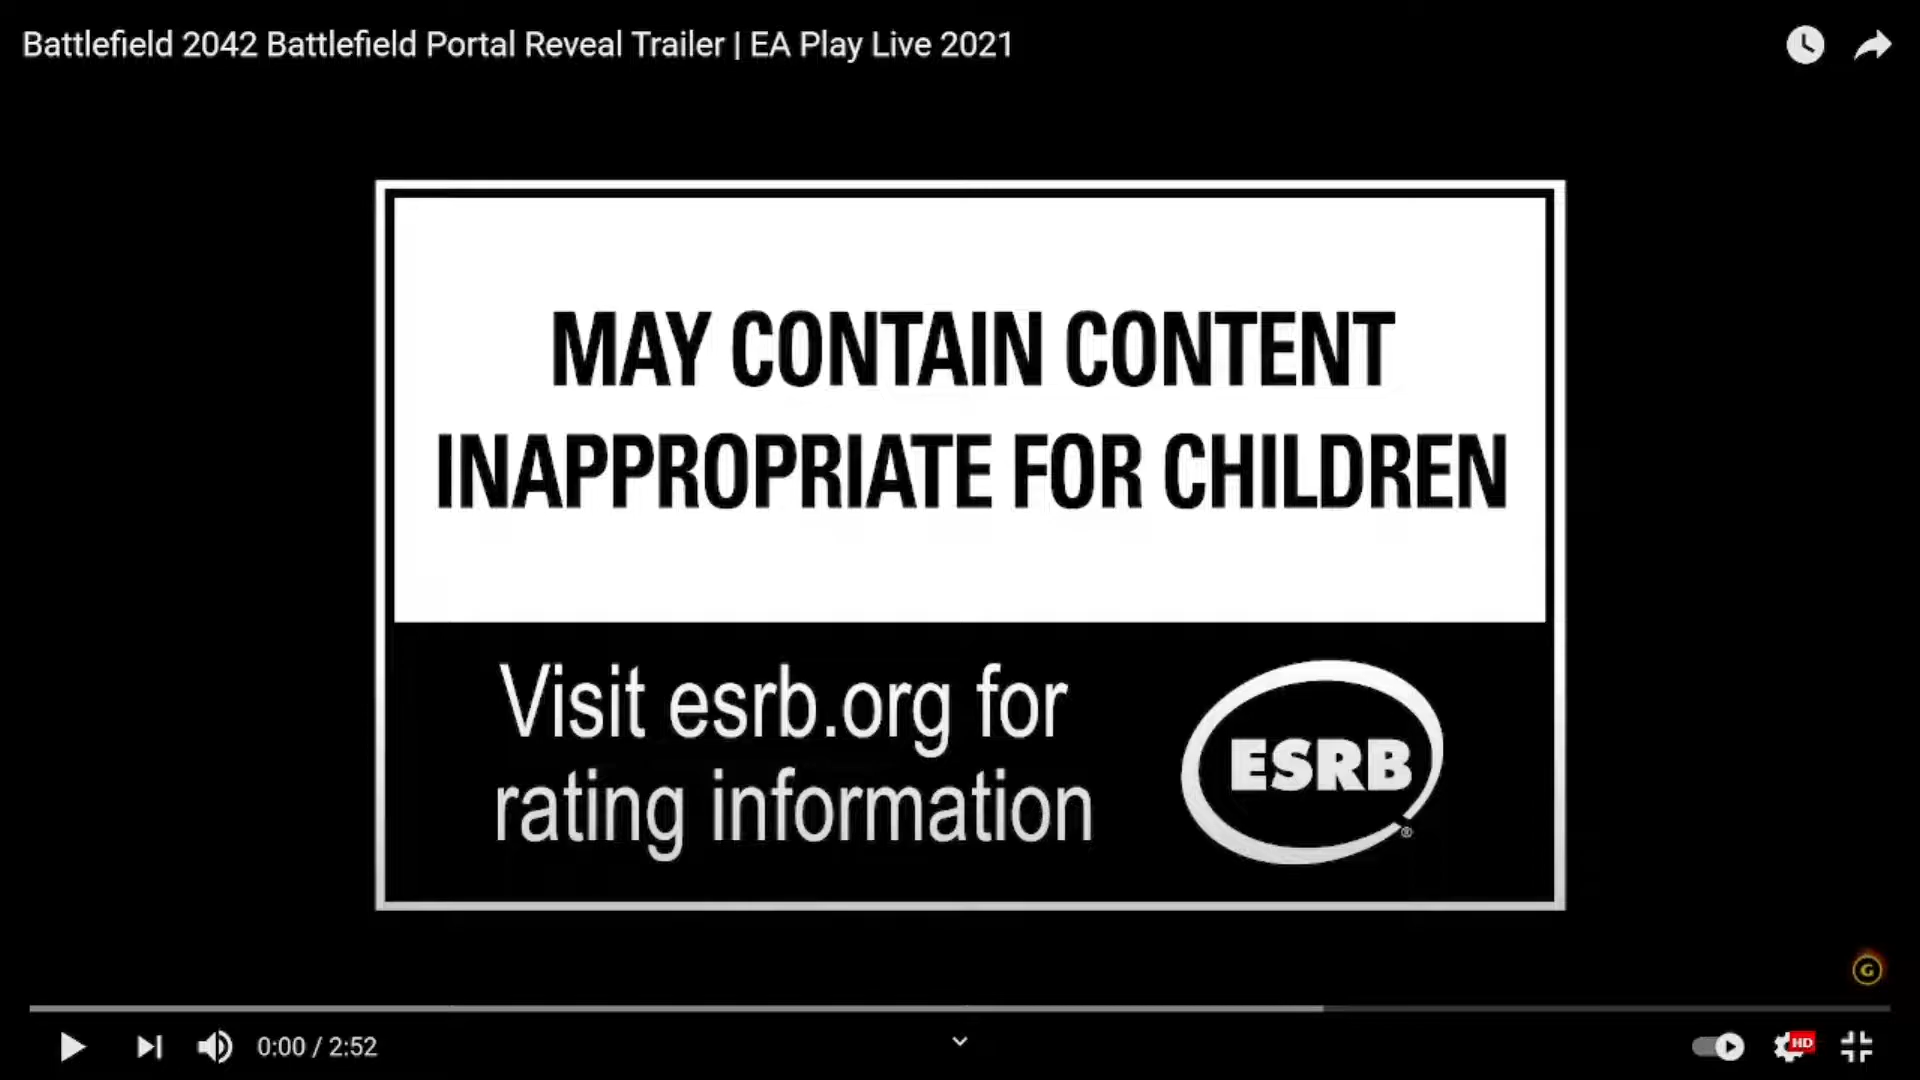 Battlefield 2042 Battlefield Portal Reveal Trailer | EA Play Live 2021
MAY CONTAIN CONTENT
INAPPROPRIATE FOR CHILDREN
Visit esrb.org for
rating information
ESRB
®
G
0:00 / 2:52
HD